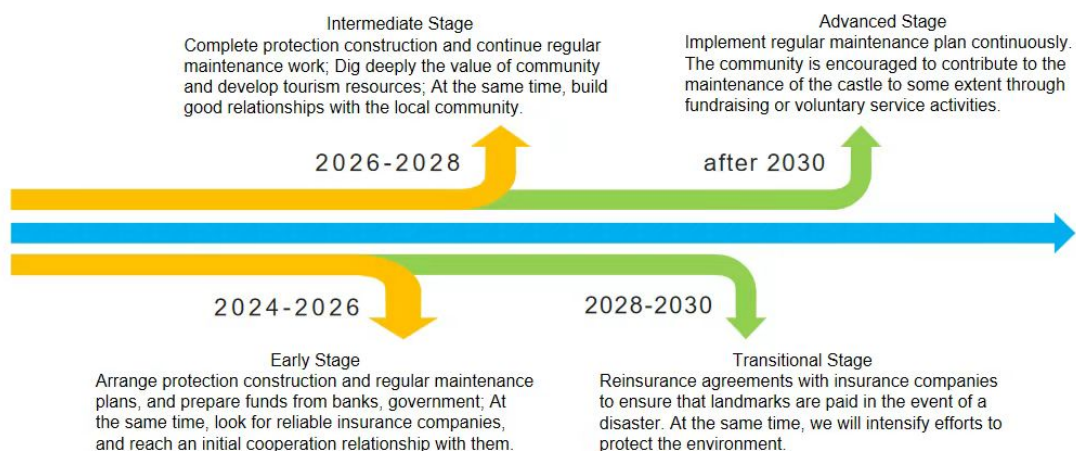 Intermediate Stage
Complete protection construction and continue regular
maintenance work; Dig deeply the value of community
and develop tourism resources; At the same time, build
good relationships with the local community.
2026-2028
Advanced Stage
Implement regular maintenance plan continuously.
The community is encouraged to contribute to the
maintenance of the castle to some extent through
fundraising or voluntary service activities.
after 2030
2024-2026
Early Stage
Arrange protection construction and regular maintenance
plans, and prepare funds from banks, government; At
the same time, look for reliable insurance companies,
and reach an initial cooperation relationship with them.
2028-2030
Transitional Stage
Reinsurance agreements with insurance companies
to ensure that landmarks are paid in the event of a
disaster. At the same time, we will intensify efforts to
protect the environment.